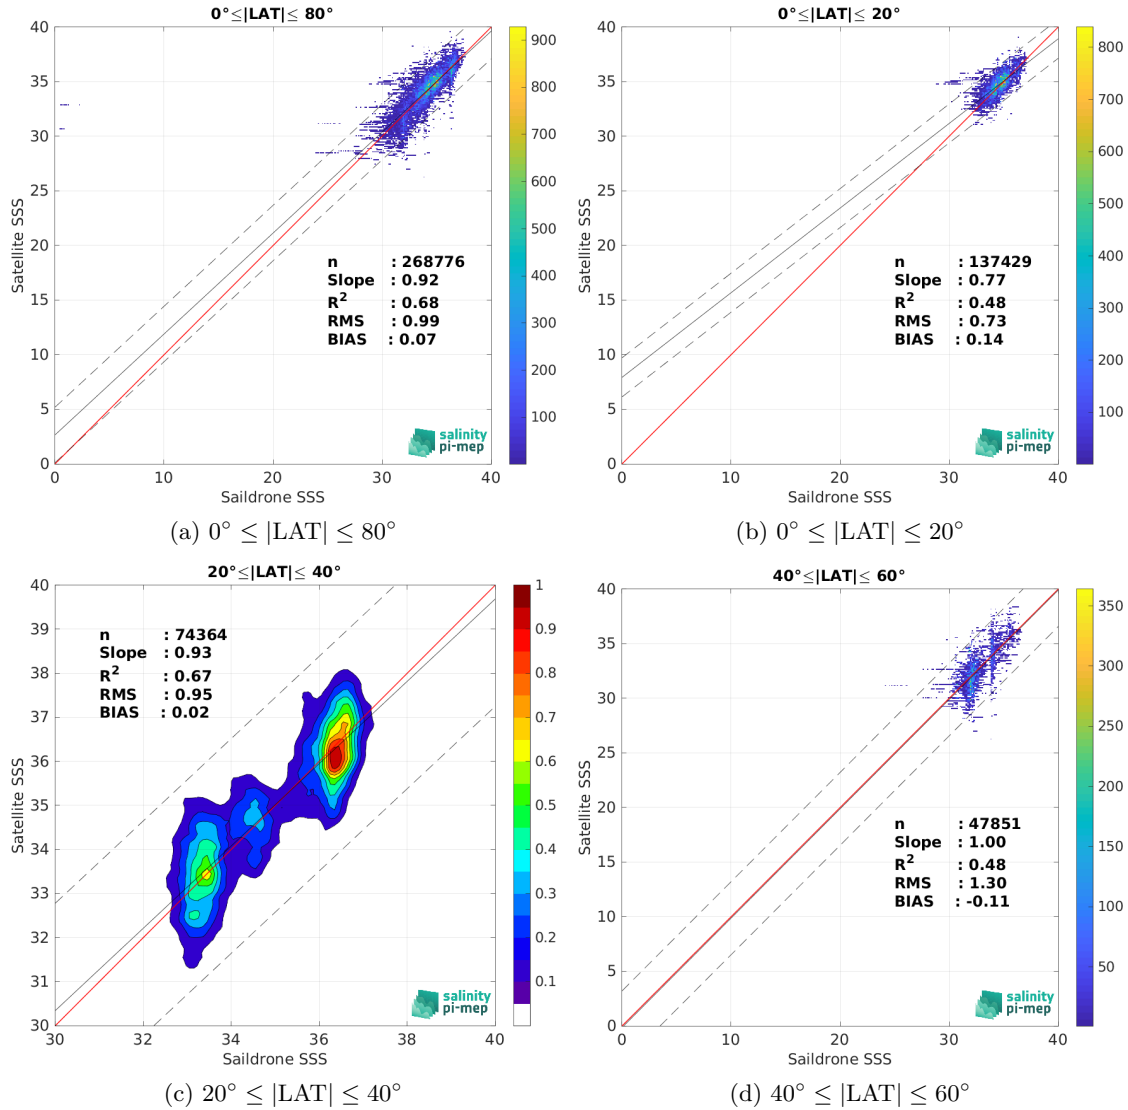 0°≤|LAT|≤ 80°
40
35
30
25
20
15
10
5
0
Satellite SSS
n : 268776
Slope : 0.92
R² : 0.68
RMS : 0.99
BIAS : 0.07
salinity
pi-mep
0 10 20 30 40
Saildrone SSS
900
800
700
600
500
400
300
200
100
(a) 0° ≤ |LAT| ≤ 80°
0°≤|LAT|≤ 20°
40
35
30
25
20
15
10
5
0
Satellite SSS
n : 137429
Slope : 0.77
R² : 0.48
RMS : 0.73
BIAS : 0.14
salinity
pi-mep
0 10 20 30 40
Saildrone SSS
800
700
600
500
400
300
200
100
(b) 0° ≤ |LAT| ≤ 20°
20°≤|LAT|≤ 40°
40
39
38
37
36
35
34
33
32
31
30
Satellite SSS
n : 74364
Slope : 0.93
R² : 0.67
RMS : 0.95
BIAS : 0.02
salinity
pi-mep
30 32 34 36 38 40
Saildrone SSS
1
0.9
0.8
0.7
0.6
0.5
0.4
0.3
0.2
0.1
(c) 20° ≤ |LAT| ≤ 40°
40°≤|LAT|≤ 60°
40
35
30
25
20
15
10
5
0
Satellite SSS
n : 47851
Slope : 1.00
R² : 0.48
RMS : 1.30
BIAS : -0.11
salinity
pi-mep
0 10 20 30 40
Saildrone SSS
350
300
250
200
150
100
50
(d) 40° ≤ |LAT| ≤ 60°